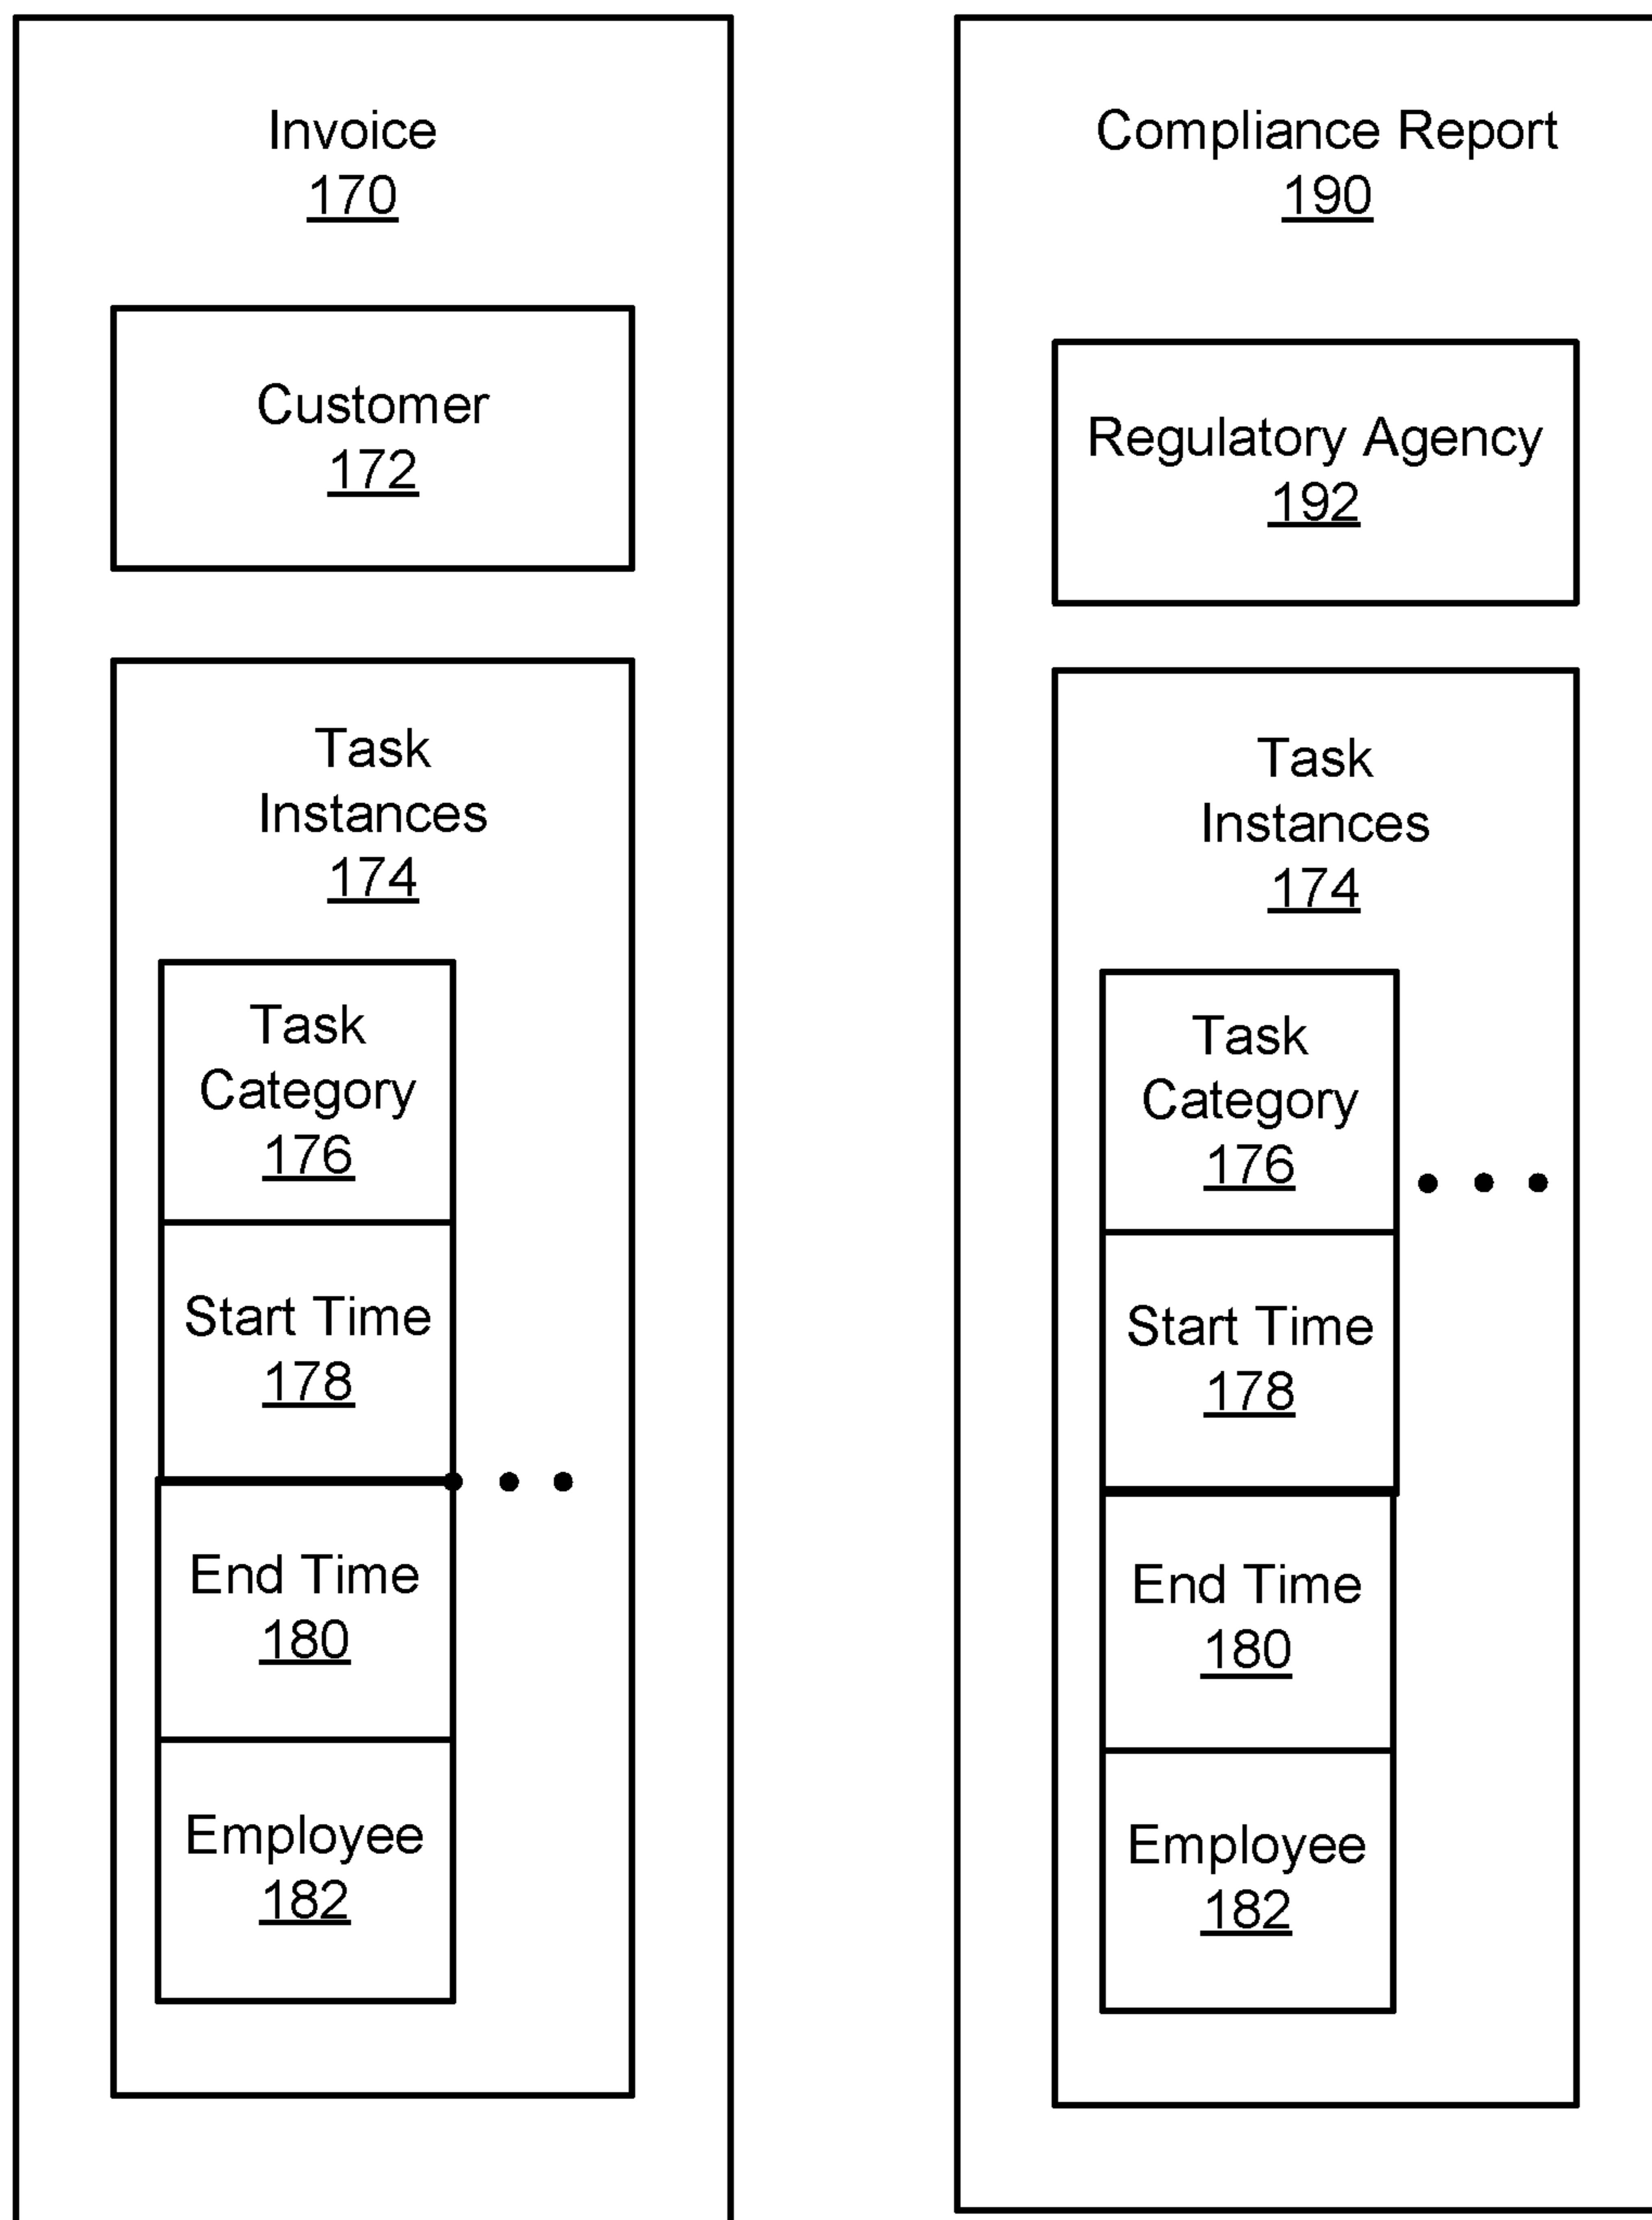 Invoice
170
Customer
172
Task
Instances
174
Task
Category
176
Start Time
178
End Time
180
Employee
182
Compliance Report
190
Regulatory Agency
192
Task
Instances
174
Task
Category
176
Start Time
178
End Time
180
Employee
182